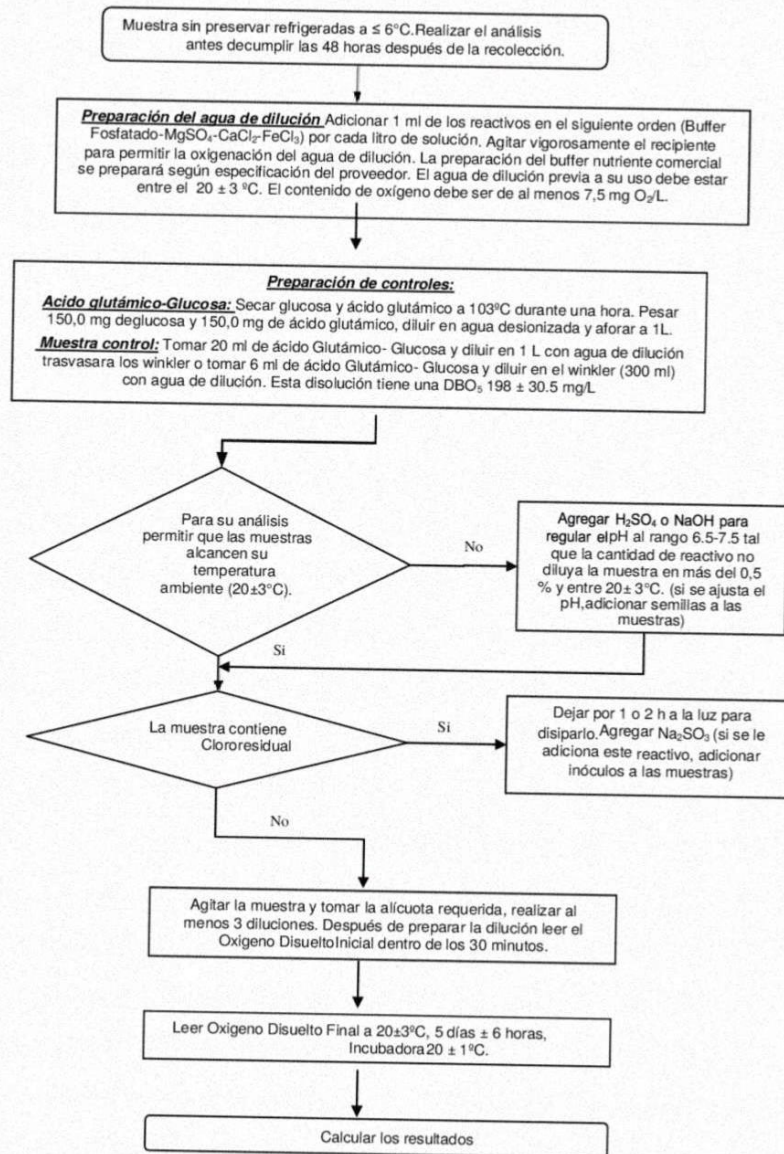 Muestra sin preservar refrigeradas a ≤ 6°C.Realizar el análisis
antes decumplir las 48 horas después de la recolección.
Preparación del agua de dilución Adicionar 1 ml de los reactivos en el siguiente orden (Buffer
Fosfatado-MgSO₄-CaCl₂-FeCl₃) por cada litro de solución. Agitar vigorosamente el recipiente
para permitir la oxigenación del agua de dilución. La preparación del buffer nutriente comercial
se preparará según especificación del proveedor. El agua de dilución previa a su uso debe estar
entre el 20 ± 3 ºC. El contenido de oxígeno debe ser de al menos 7,5 mg O₂/L.
Preparación de controles:
Acido glutámico-Glucosa: Secar glucosa y ácido glutámico a 103ºC durante una hora. Pesar
150,0 mg deglucosa y 150,0 mg de ácido glutámico, diluir en agua desionizada y aforar a 1L.
Muestra control: Tomar 20 ml de ácido Glutámico- Glucosa y diluir en 1 L con agua de dilución
trasvasara los winkler o tomar 6 ml de ácido Glutámico- Glucosa y diluir en el winkler (300 ml)
con agua de dilución. Esta disolución tiene una DBO₅ 198 ± 30.5 mg/L
Para su análisis
permitir que las muestras
alcancen su
temperatura
ambiente (20±3°C).
No
Agregar H₂SO₄ o NaOH para
regular elpH al rango 6.5-7.5 tal
que la cantidad de reactivo no
diluya la muestra en más del 0,5
% y entre 20± 3°C. (si se ajusta el
pH,adicionar semillas a las
muestras)
Si
La muestra contiene
Clororesidual
Si
Dejar por 1 o 2 h a la luz para
disiparlo.Agregar Na₂SO₃ (si se le
adiciona este reactivo, adicionar
inóculos a las muestras)
No
Agitar la muestra y tomar la alícuota requerida, realizar al
menos 3 diluciones. Después de preparar la dilución leer el
Oxigeno DisueltoInicial dentro de los 30 minutos.
Leer Oxigeno Disuelto Final a 20±3ºC, 5 días ± 6 horas,
Incubadora20 ± 1ºC.
Calcular los resultados